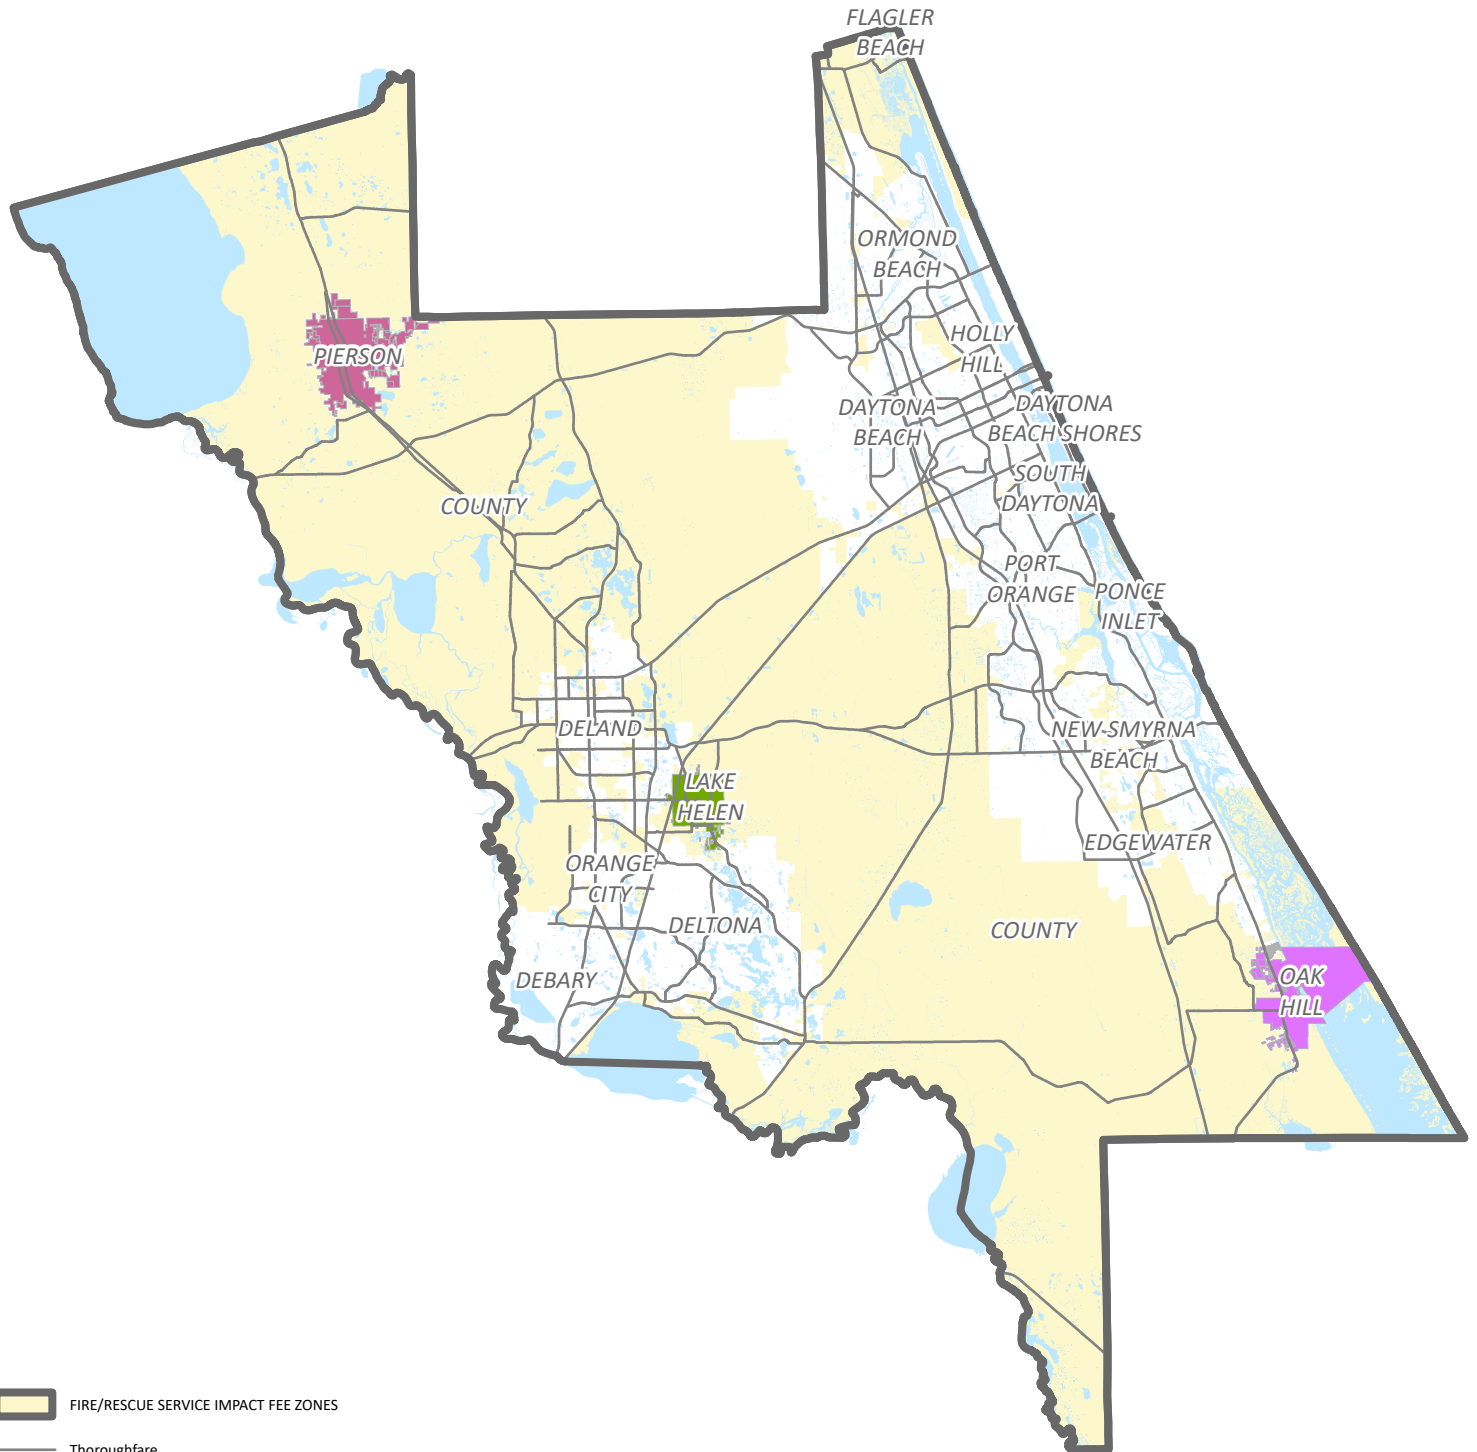 FLAGLER
BEACH
ORMOND
BEACH
HOLLY
HILL
PIERSON
DAYTONA
BEACH
DAYTONA
BEACH SHORES
SOUTH
DAYTONA
COUNTY
PORT
ORANGE
PONCE
INLET
DELAND
NEW SMYRNA
BEACH
LAKE
HELEN
EDGEWATER
ORANGE
CITY
DELTONA
COUNTY
DEBARY
OAK
HILL
FIRE/RESCUE SERVICE IMPACT FEE ZONES
Thoroughfare